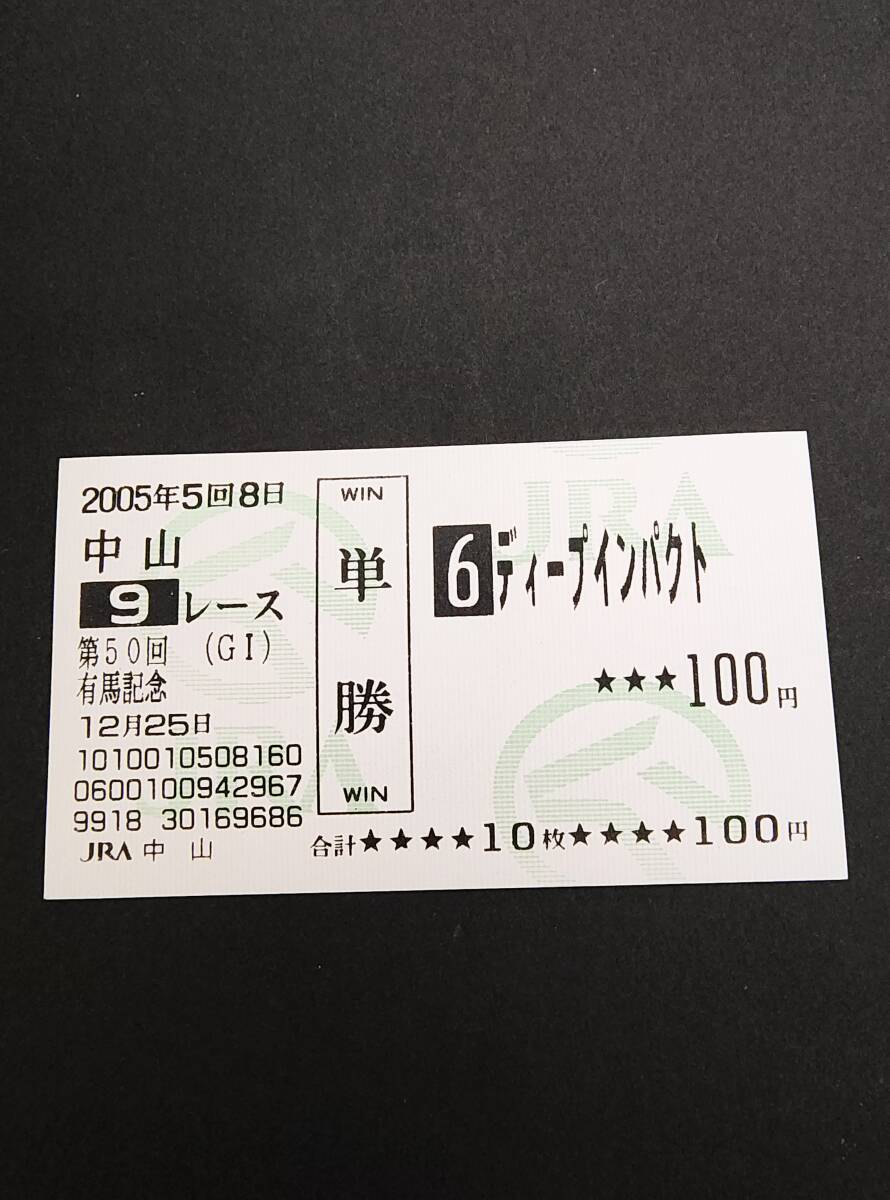 2005年5回8日
中山
9レース
第50回 (GI)
有馬記念
12月25日
1010010508160
0600100942967
9918 30169686
JRA 中 山
WIN
単勝
WIN
6ディープインパクト
★★★100円
合計★★★★10枚★★★★100円
JRA
JRA